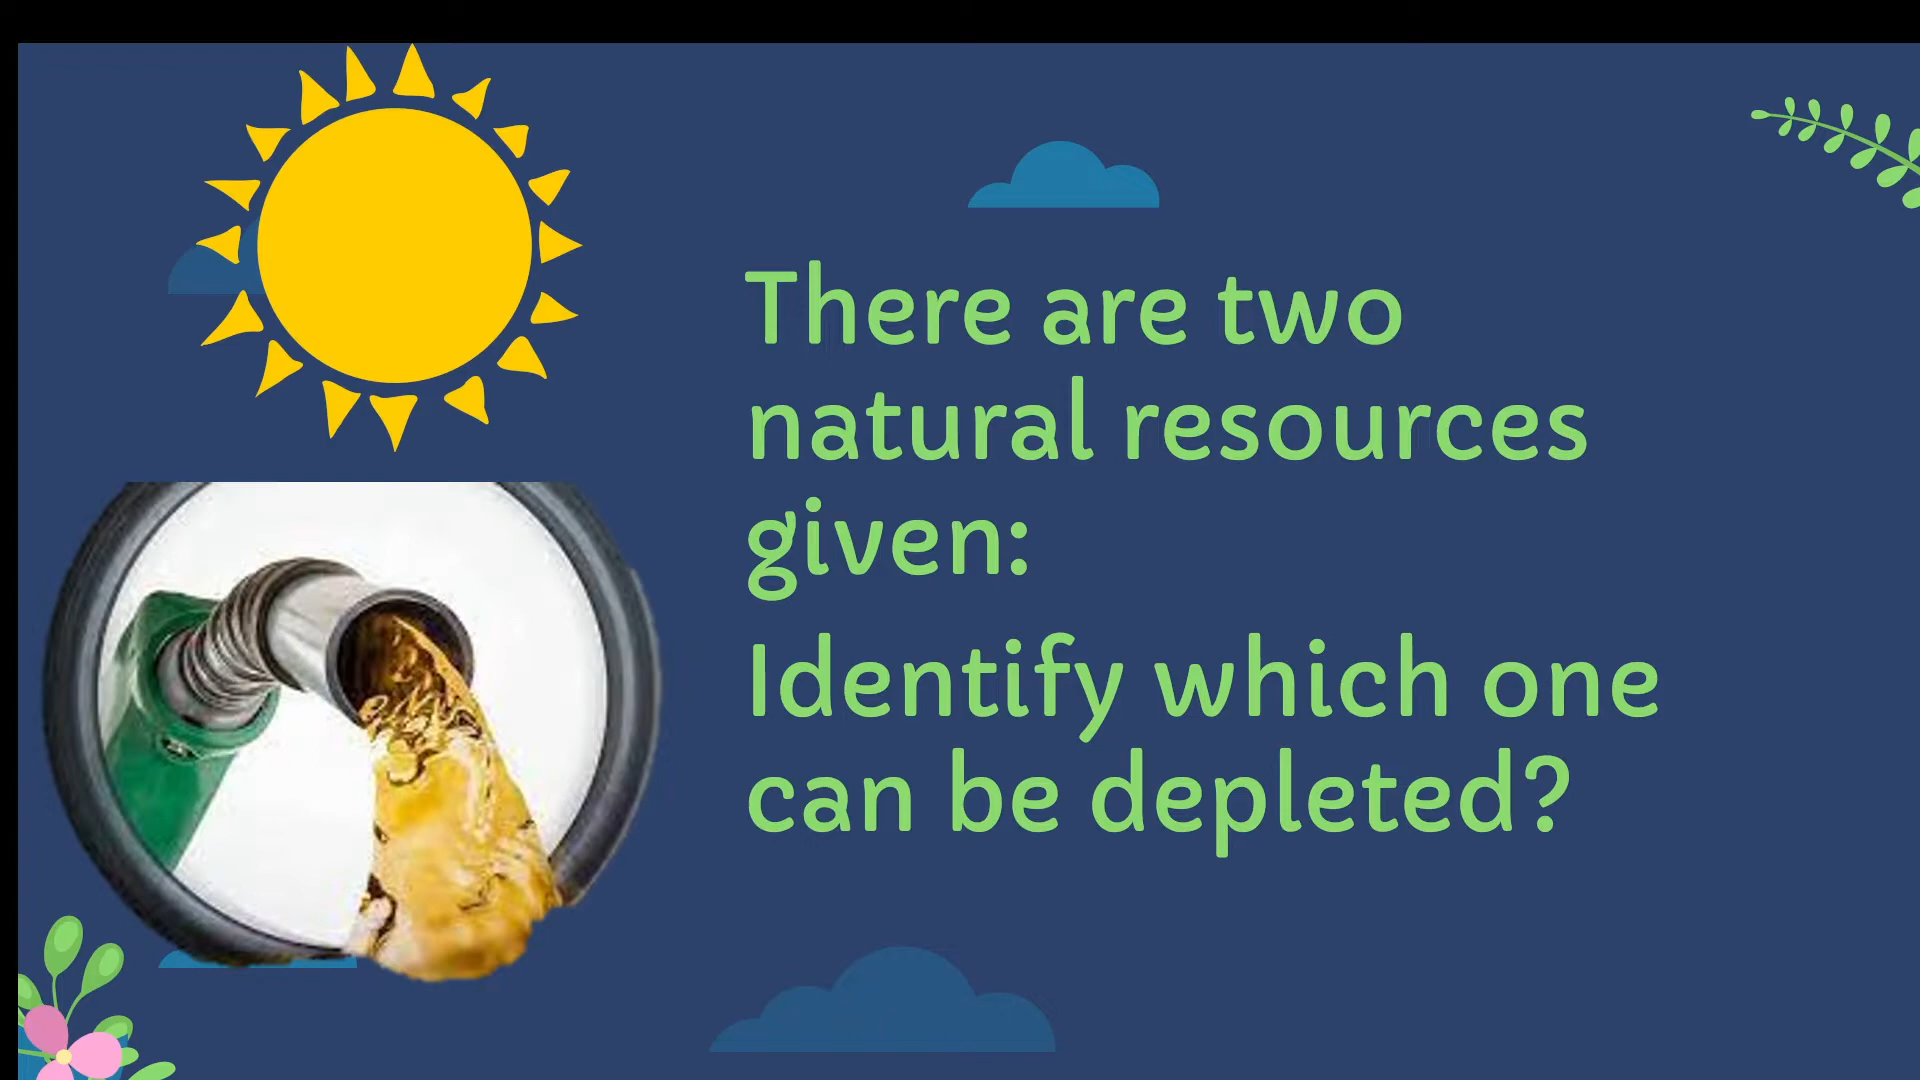 There are two
natural resources
given:
Identify which one
can be depleted?